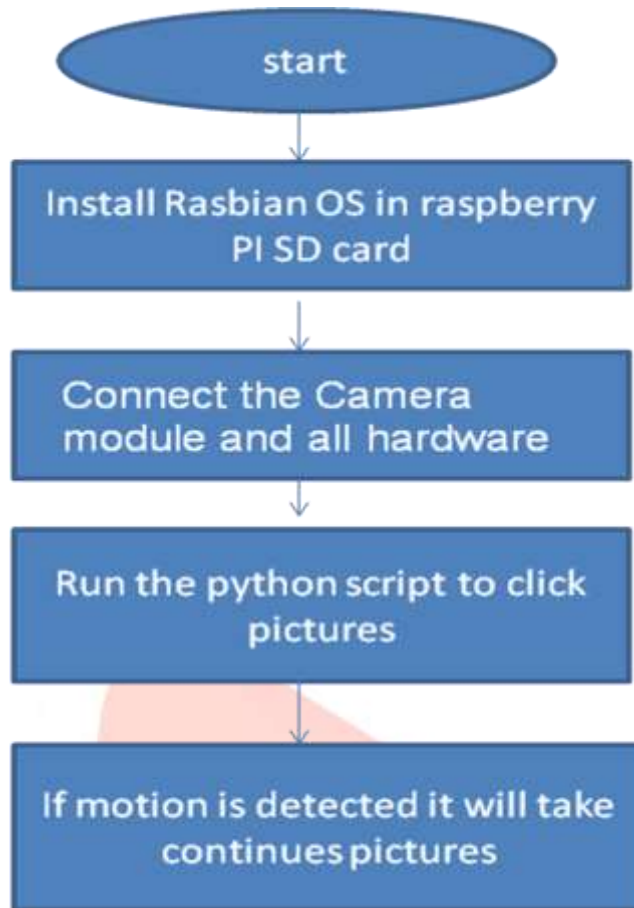 start
Install Rasbian OS in raspberry
PI SD card
Connect the Camera
module and all hardware
Run the python script to click
pictures
If motion is detected it will take
continues pictures